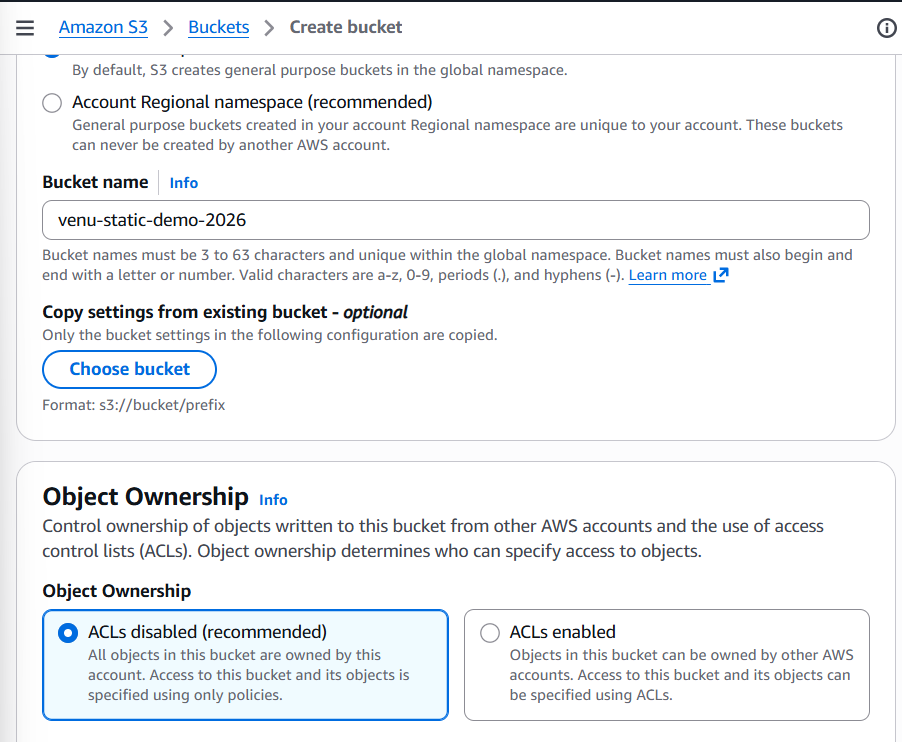 Amazon S3 > Buckets > Create bucket
By default, S3 creates general purpose buckets in the global namespace.
Account Regional namespace (recommended)
General purpose buckets created in your account Regional namespace are unique to your account. These buckets
can never be created by another AWS account.
Bucket name Info
venu-static-demo-2026
Bucket names must be 3 to 63 characters and unique within the global namespace. Bucket names must also begin and
end with a letter or number. Valid characters are a-z, 0-9, periods (.), and hyphens (-). Learn more
Copy settings from existing bucket - optional
Only the bucket settings in the following configuration are copied.
Choose bucket
Format: s3://bucket/prefix
Object Ownership Info
Control ownership of objects written to this bucket from other AWS accounts and the use of access
control lists (ACLs). Object ownership determines who can specify access to objects.
Object Ownership
ACLs disabled (recommended)
All objects in this bucket are owned by this
account. Access to this bucket and its objects is
specified using only policies.
ACLs enabled
Objects in this bucket can be owned by other AWS
accounts. Access to this bucket and its objects can
be specified using ACLs.